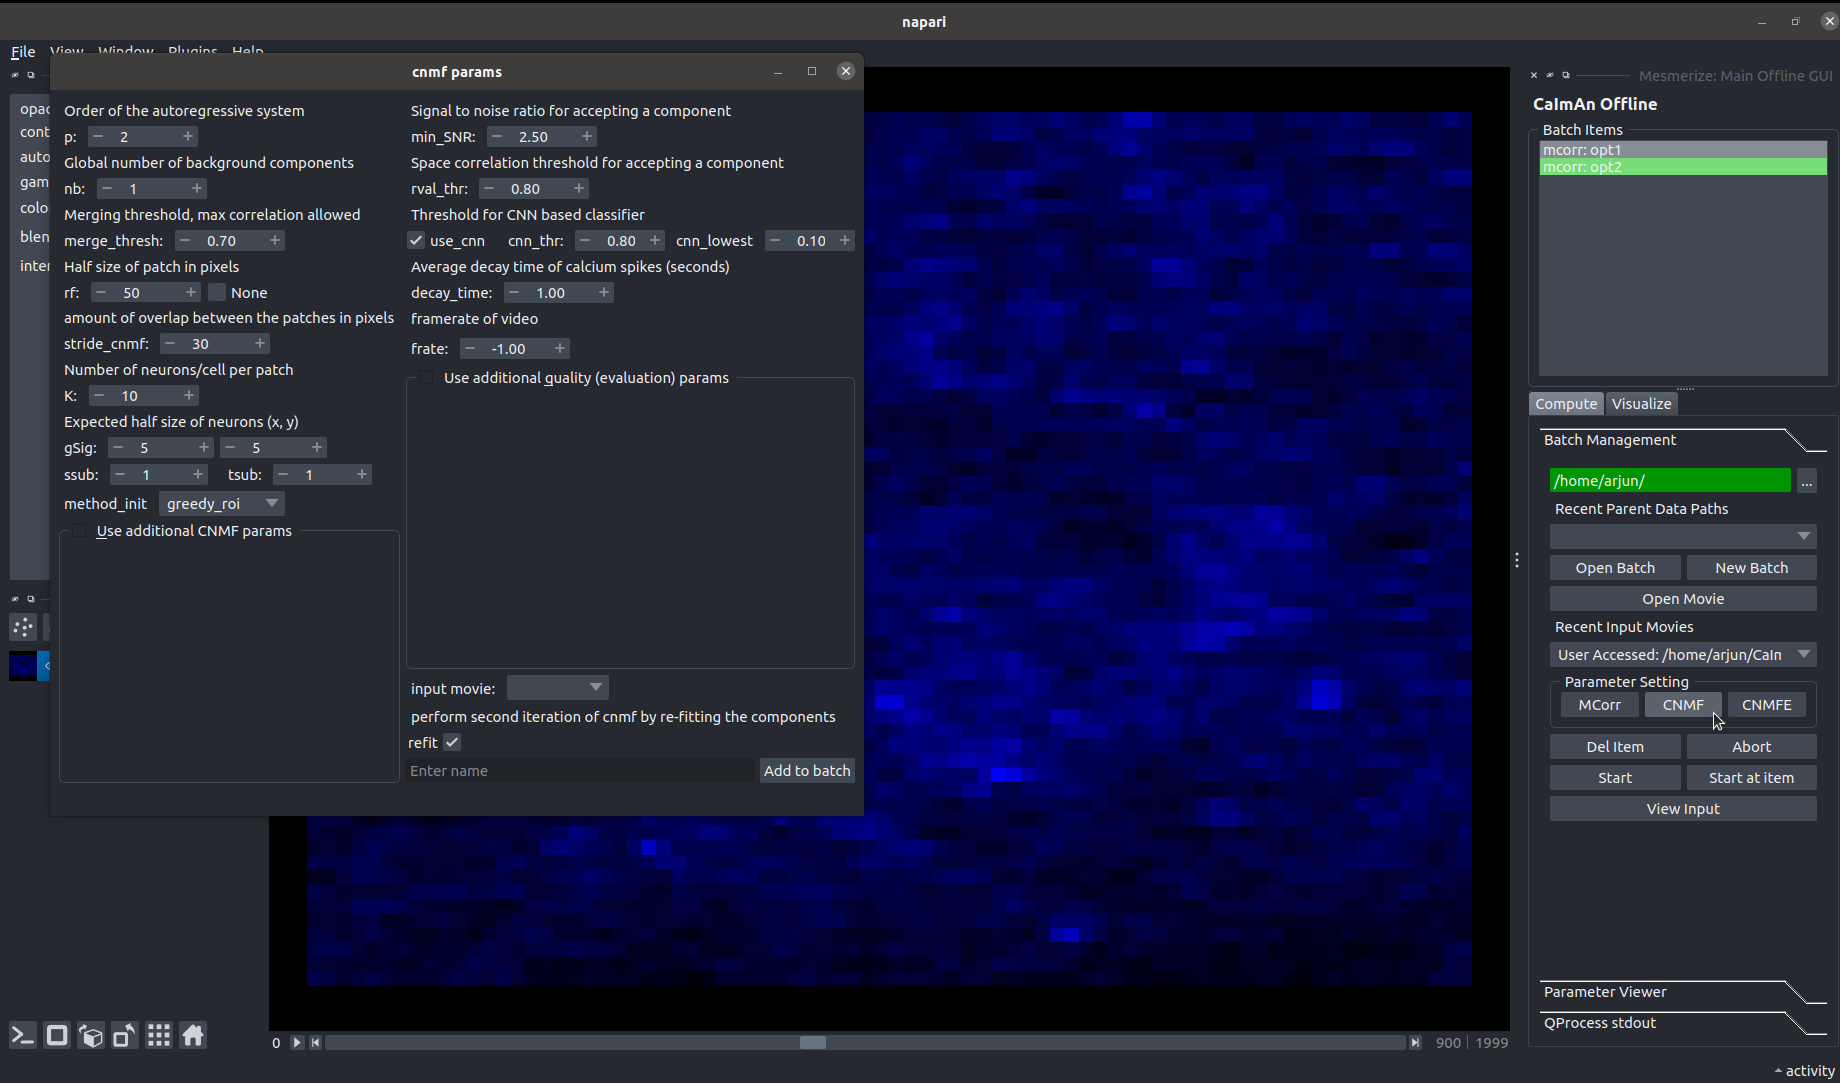 napari
File View Window Plugins Help
cnmf params
Order of the autoregressive system
p: − 2 +
Global number of background components
nb: − 1 +
Merging threshold, max correlation allowed
merge_thresh: − 0.70 +
Half size of patch in pixels
rf: − 50 + None
amount of overlap between the patches in pixels
stride_cnmf: − 30 +
Number of neurons/cell per patch
K: − 10 +
Expected half size of neurons (x, y)
gSig: − 5 + − 5 +
ssub: − 1 + tsub: − 1 +
method_init greedy_roi
Use additional CNMF params
Signal to noise ratio for accepting a component
min_SNR: − 2.50 +
Space correlation threshold for accepting a component
rval_thr: − 0.80 +
Threshold for CNN based classifier
use_cnn cnn_thr: − 0.80 + cnn_lowest − 0.10 +
Average decay time of calcium spikes (seconds)
decay_time: − 1.00 +
framerate of video
frate: − -1.00 +
Use additional quality (evaluation) params
input movie:
perform second iteration of cnmf by re-fitting the components
refit
Enter name Add to batch
opac
cont
auto
gam
colo
blen
inter
0 900 | 1999
Mesmerize: Main Offline GUI
CaImAn Offline
Batch Items
mcorr: opt1
mcorr: opt2
Compute Visualize
Batch Management
/home/arjun/ ...
Recent Parent Data Paths
Open Batch New Batch
Open Movie
Recent Input Movies
User Accessed: /home/arjun/CaIn
Parameter Setting
MCorr CNMF CNMFE
Del Item Abort
Start Start at item
View Input
Parameter Viewer
QProcess stdout
activity